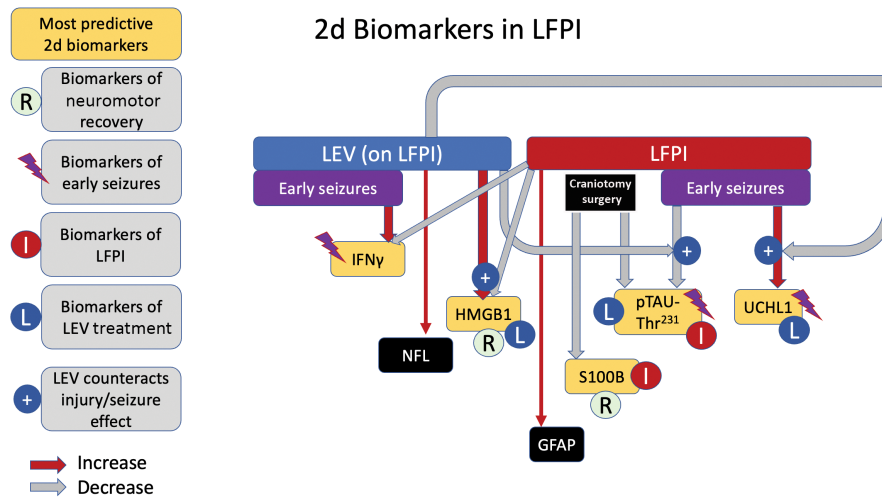 2d Biomarkers in LFPI
Most predictive
2d biomarkers
R
Biomarkers of
neuromotor
recovery
Biomarkers of
early seizures
I
Biomarkers of
LFPI
L
Biomarkers of
LEV treatment
+
LEV counteracts
injury/seizure
effect
Increase
Decrease
LEV (on LFPI)
LFPI
Early seizures
Craniotomy
surgery
Early seizures
IFNγ
+
+
+
HMGB1
L
R
NFL
L
pTAU-
Thr²³¹
I
UCHL1
L
S100B
I
R
GFAP